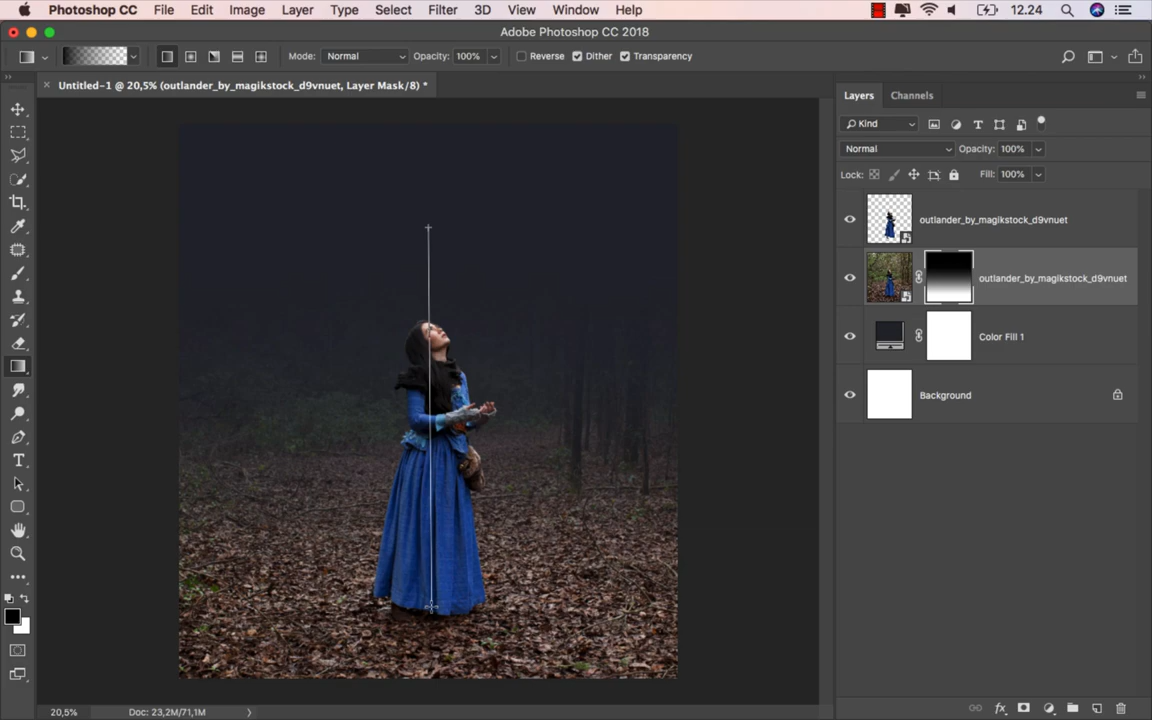 Photoshop CC File Edit Image Layer Type Select Filter 3D View Window Help 12.24
Adobe Photoshop CC 2018
Mode: Normal Opacity: 100% Reverse Dither Transparency
Untitled-1 @ 20,5% (outlander_by_magikstock_d9vnuet, Layer Mask/8) *
Layers Channels
Kind
Normal Opacity: 100%
Lock: Fill: 100%
outlander_by_magikstock_d9vnuet
outlander_by_magikstock_d9vnuet
Color Fill 1
Background
20,5% Doc: 23,2M/71,1M